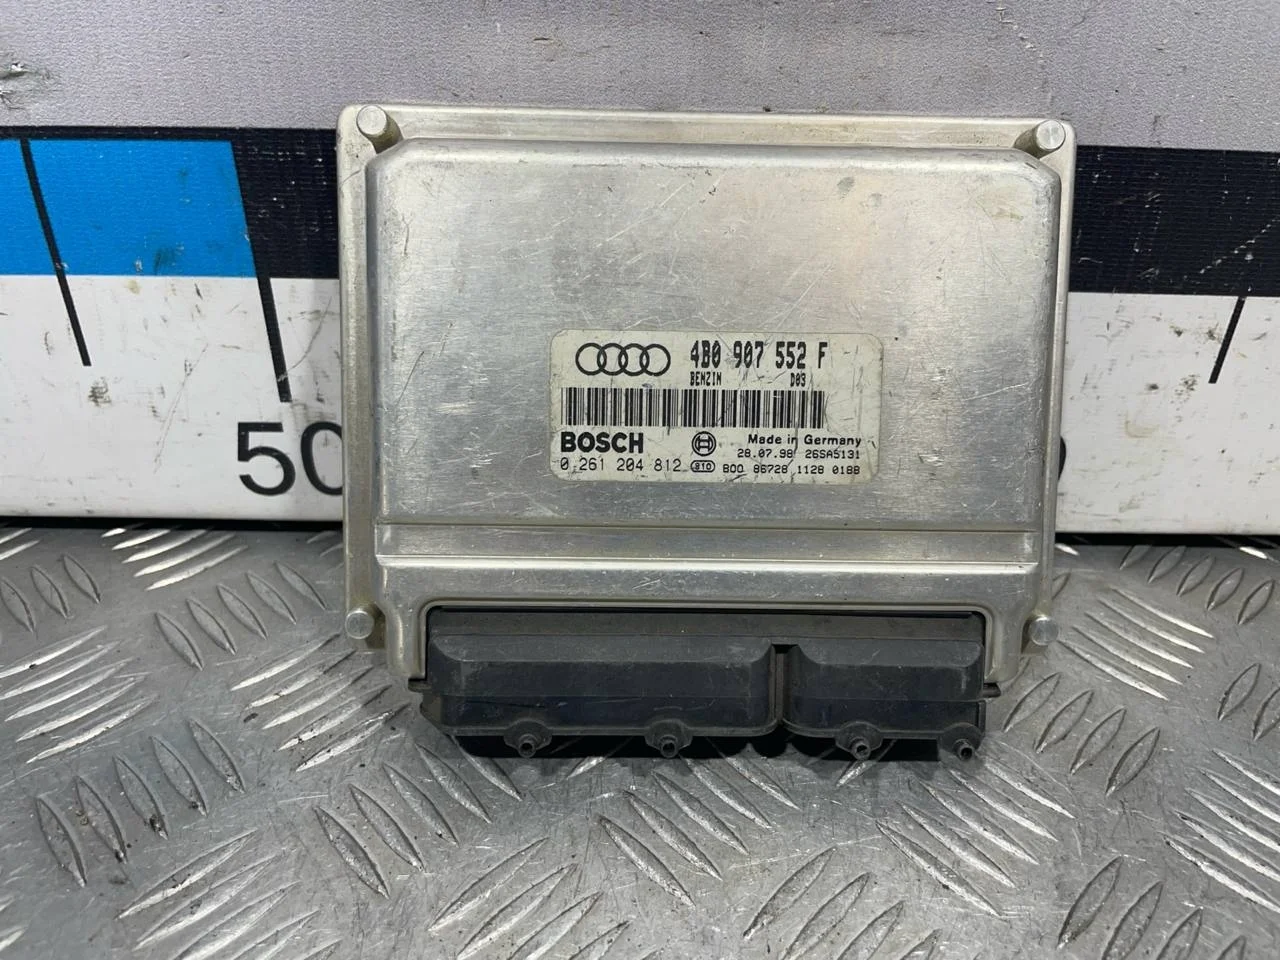 4B0 907 552 F
BENZIN D03
BOSCH Made in Germany
28.07.98 26SA5131
0 261 204 812 210 B00 86728 1128 0188
50